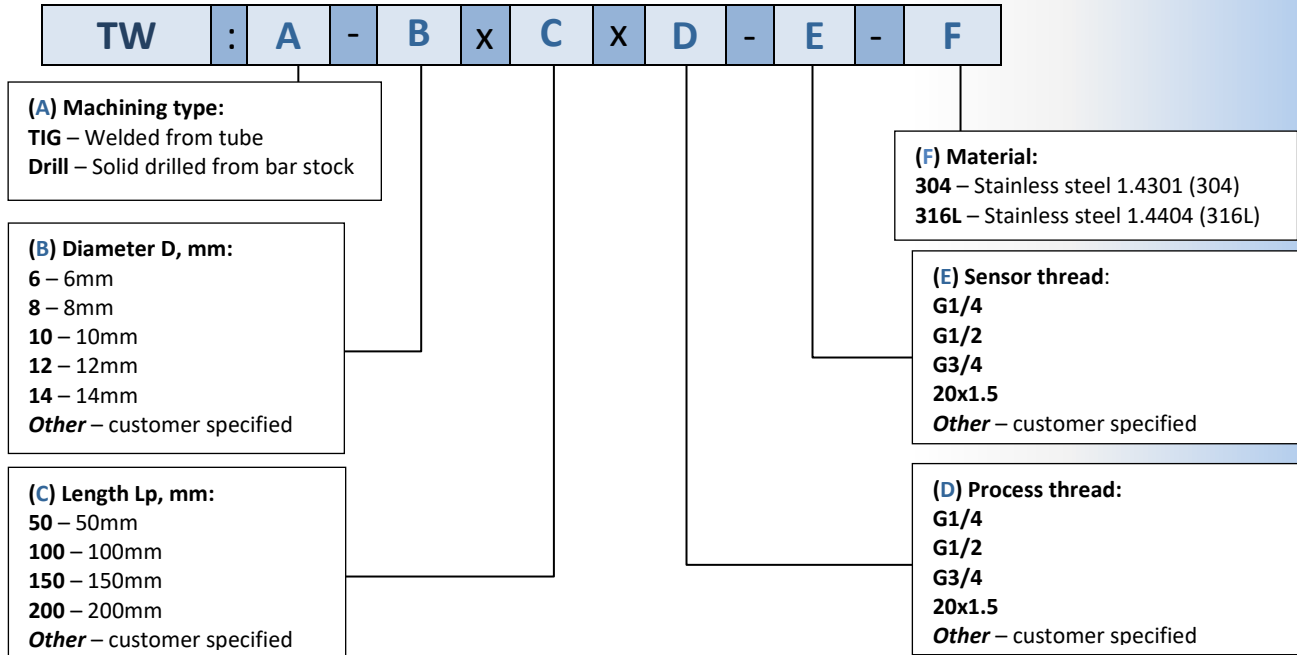 TW : A - B x C x D - E - F
(A) Machining type:
TIG – Welded from tube
Drill – Solid drilled from bar stock
(B) Diameter D, mm:
6 – 6mm
8 – 8mm
10 – 10mm
12 – 12mm
14 – 14mm
Other – customer specified
(C) Length Lp, mm:
50 – 50mm
100 – 100mm
150 – 150mm
200 – 200mm
Other – customer specified
(F) Material:
304 – Stainless steel 1.4301 (304)
316L – Stainless steel 1.4404 (316L)
(E) Sensor thread:
G1/4
G1/2
G3/4
20x1.5
Other – customer specified
(D) Process thread:
G1/4
G1/2
G3/4
20x1.5
Other – customer specified